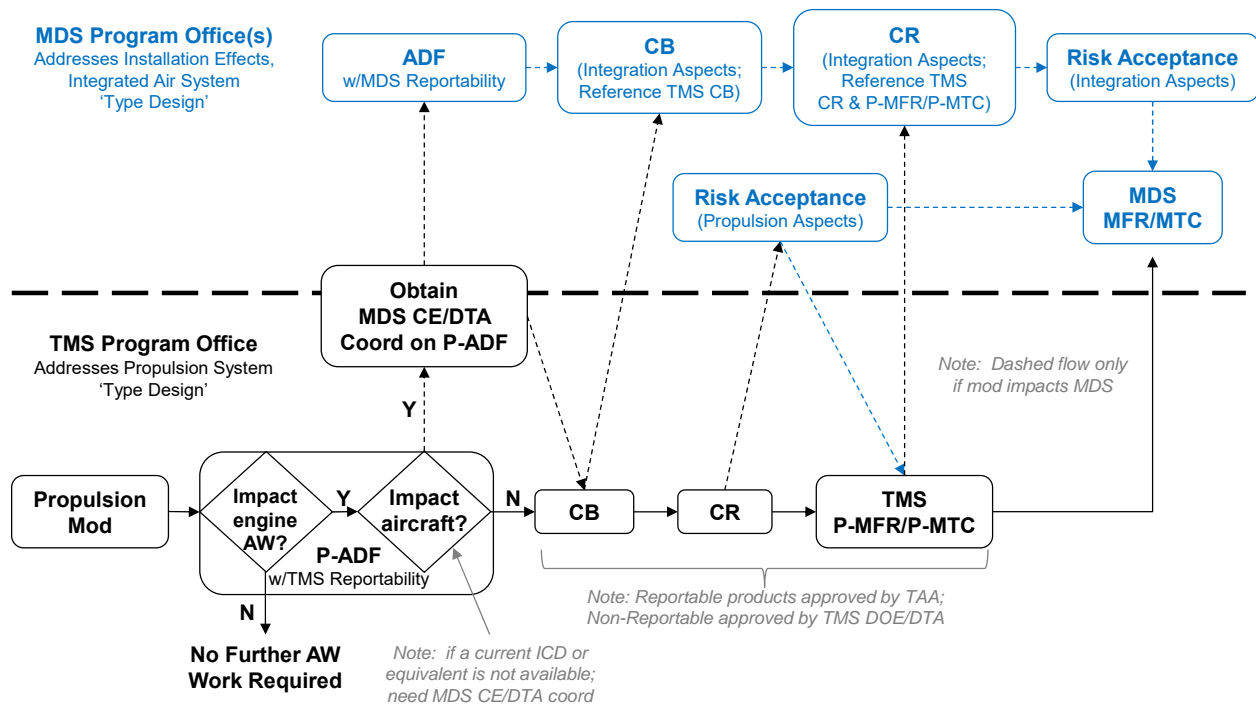 MDS Program Office(s)
Addresses Installation Effects,
Integrated Air System
‘Type Design’
ADF
w/MDS Reportability
CB
(Integration Aspects;
Reference TMS CB)
CR
(Integration Aspects;
Reference TMS
CR & P-MFR/P-MTC)
Risk Acceptance
(Integration Aspects)
Risk Acceptance
(Propulsion Aspects)
MDS
MFR/MTC
Obtain
MDS CE/DTA
Coord on P-ADF
TMS Program Office
Addresses Propulsion System
‘Type Design’
Note:  Dashed flow only
if mod impacts MDS
Y
Propulsion
Mod
Impact
engine
AW?
Y
Impact
aircraft?
N
P-ADF
w/TMS Reportability
CB
CR
TMS
P-MFR/P-MTC
N
No Further AW
Work Required
Note:  if a current ICD or
equivalent is not available;
need MDS CE/DTA coord
Note: Reportable products approved by TAA;
Non-Reportable approved by TMS DOE/DTA